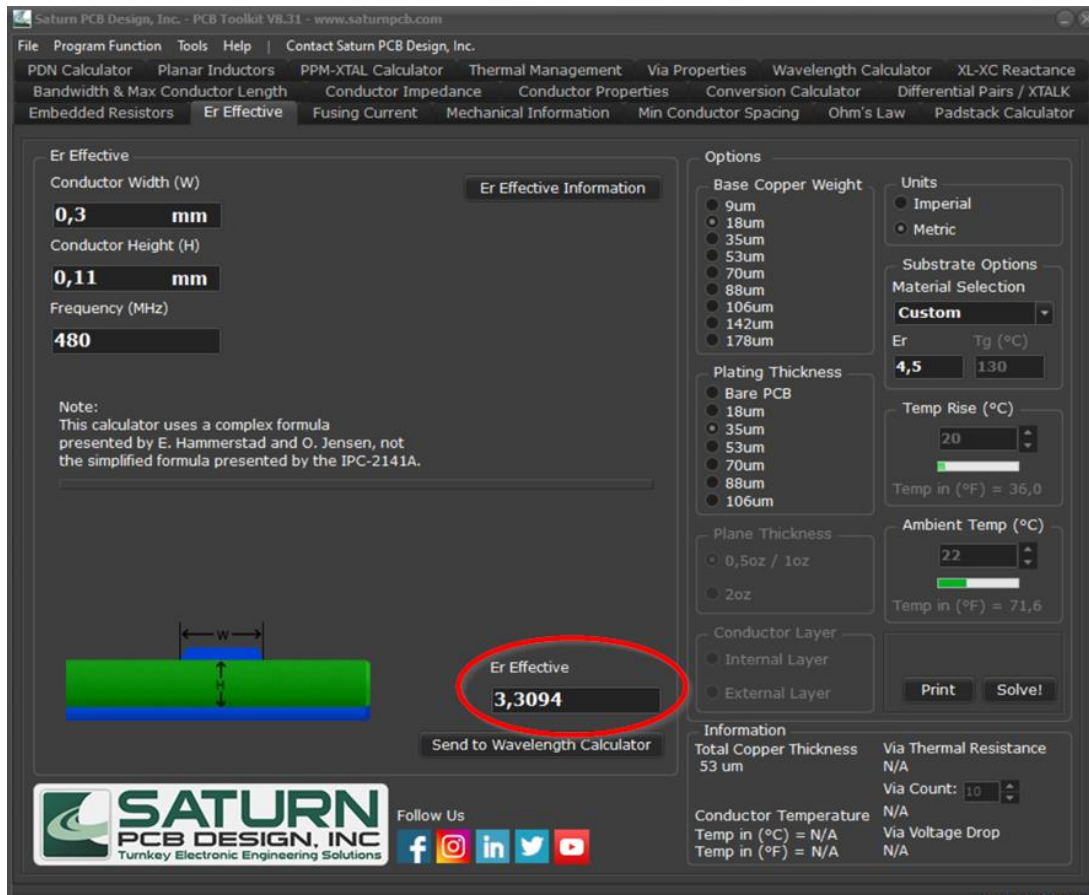 Saturn PCB Design, Inc. - PCB Toolkit V8.31 - www.saturnpcb.com
File Program Function Tools Help | Contact Saturn PCB Design, Inc.
PDN Calculator Planar Inductors PPM-XTAL Calculator Thermal Management Via Properties Wavelength Calculator XL-XC Reactance
Bandwidth & Max Conductor Length Conductor Impedance Conductor Properties Conversion Calculator Differential Pairs / XTALK
Embedded Resistors Er Effective Fusing Current Mechanical Information Min Conductor Spacing Ohm's Law Padstack Calculator
Er Effective
Conductor Width (W)
0,3 mm
Er Effective Information
Conductor Height (H)
0,11 mm
Frequency (MHz)
480
Note:
This calculator uses a complex formula
presented by E. Hammerstad and O. Jensen, not
the simplified formula presented by the IPC-2141A.
W
H
Er Effective
3,3094
Send to Wavelength Calculator
Options
Base Copper Weight
9um
18um
35um
53um
70um
88um
106um
142um
178um
Units
Imperial
Metric
Substrate Options
Material Selection
Custom
Er Tg (°C)
4,5 130
Plating Thickness
Bare PCB
18um
35um
53um
70um
88um
106um
Temp Rise (°C)
20
Temp in (°F) = 36,0
Plane Thickness
0,5oz / 1oz
2oz
Ambient Temp (°C)
22
Temp in (°F) = 71,6
Conductor Layer
Internal Layer
External Layer
Print Solve!
Information
Total Copper Thickness
53 um
Via Thermal Resistance
N/A
Via Count: 10
N/A
Conductor Temperature
Temp in (°C) = N/A
Temp in (°F) = N/A
Via Voltage Drop
N/A
SATURN
PCB DESIGN, INC
Turnkey Electronic Engineering Solutions
Follow Us